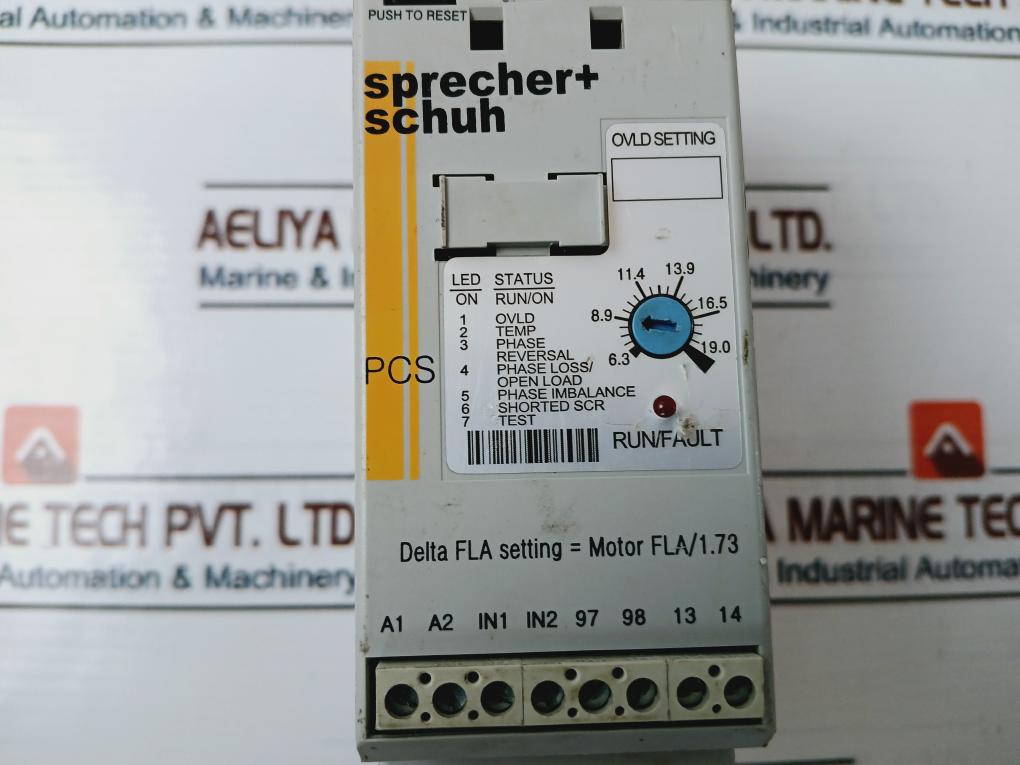 al Automation & Machinery
PUSH TO RESET
& Industrial Automation
sprecher+
schuh
OVLD SETTING
AELIYA
LTD.
Marine &
LED STATUS
ON RUN/ON
1 OVLD
2 TEMP
3 PHASE
REVERSAL
4 PHASE LOSS/
OPEN LOAD
5 PHASE IMBALANCE
6 SHORTED SCR
7 TEST
6.3
8.9
11.4
13.9
16.5
19.0
PCS
RUN/FAULT
TECH PVT. LTD
MARINE
Automation & Machinery
Industrial
Delta FLA setting = Motor FLA/1.73
A1 A2 IN1 IN2 97 98 13 14